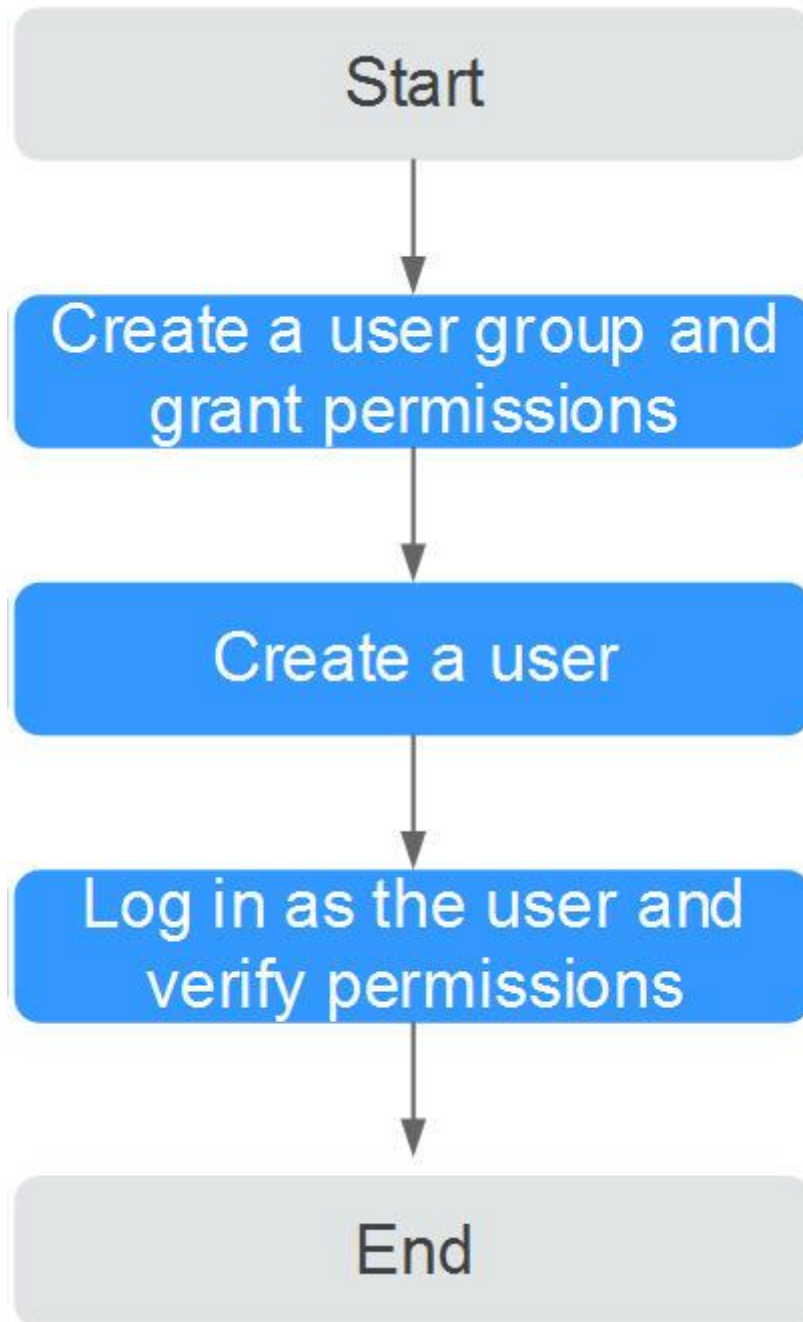 Start
Create a user group and
grant permissions
Create a user
Log in as the user and
verify permissions
End